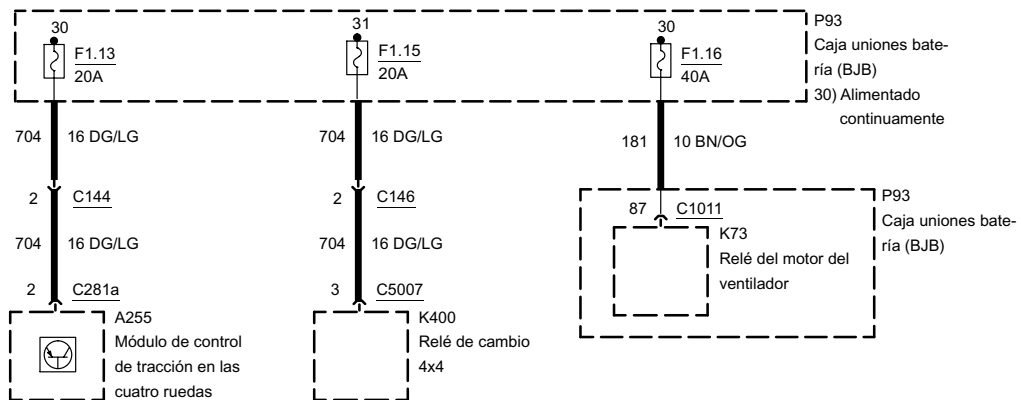 30
F1.13
20A
31
F1.15
20A
30
F1.16
40A
P93
Caja uniones bate-
ría (BJB)
30) Alimentado
continuamente
704 16 DG/LG
704 16 DG/LG
181 10 BN/OG
2 C144
2 C146
704 16 DG/LG
704 16 DG/LG
87 C1011
P93
Caja uniones bate-
ría (BJB)
K73
Relé del motor del
ventilador
2 C281a
3 C5007
A255
Módulo de control
de tracción en las
cuatro ruedas
K400
Relé de cambio
4x4